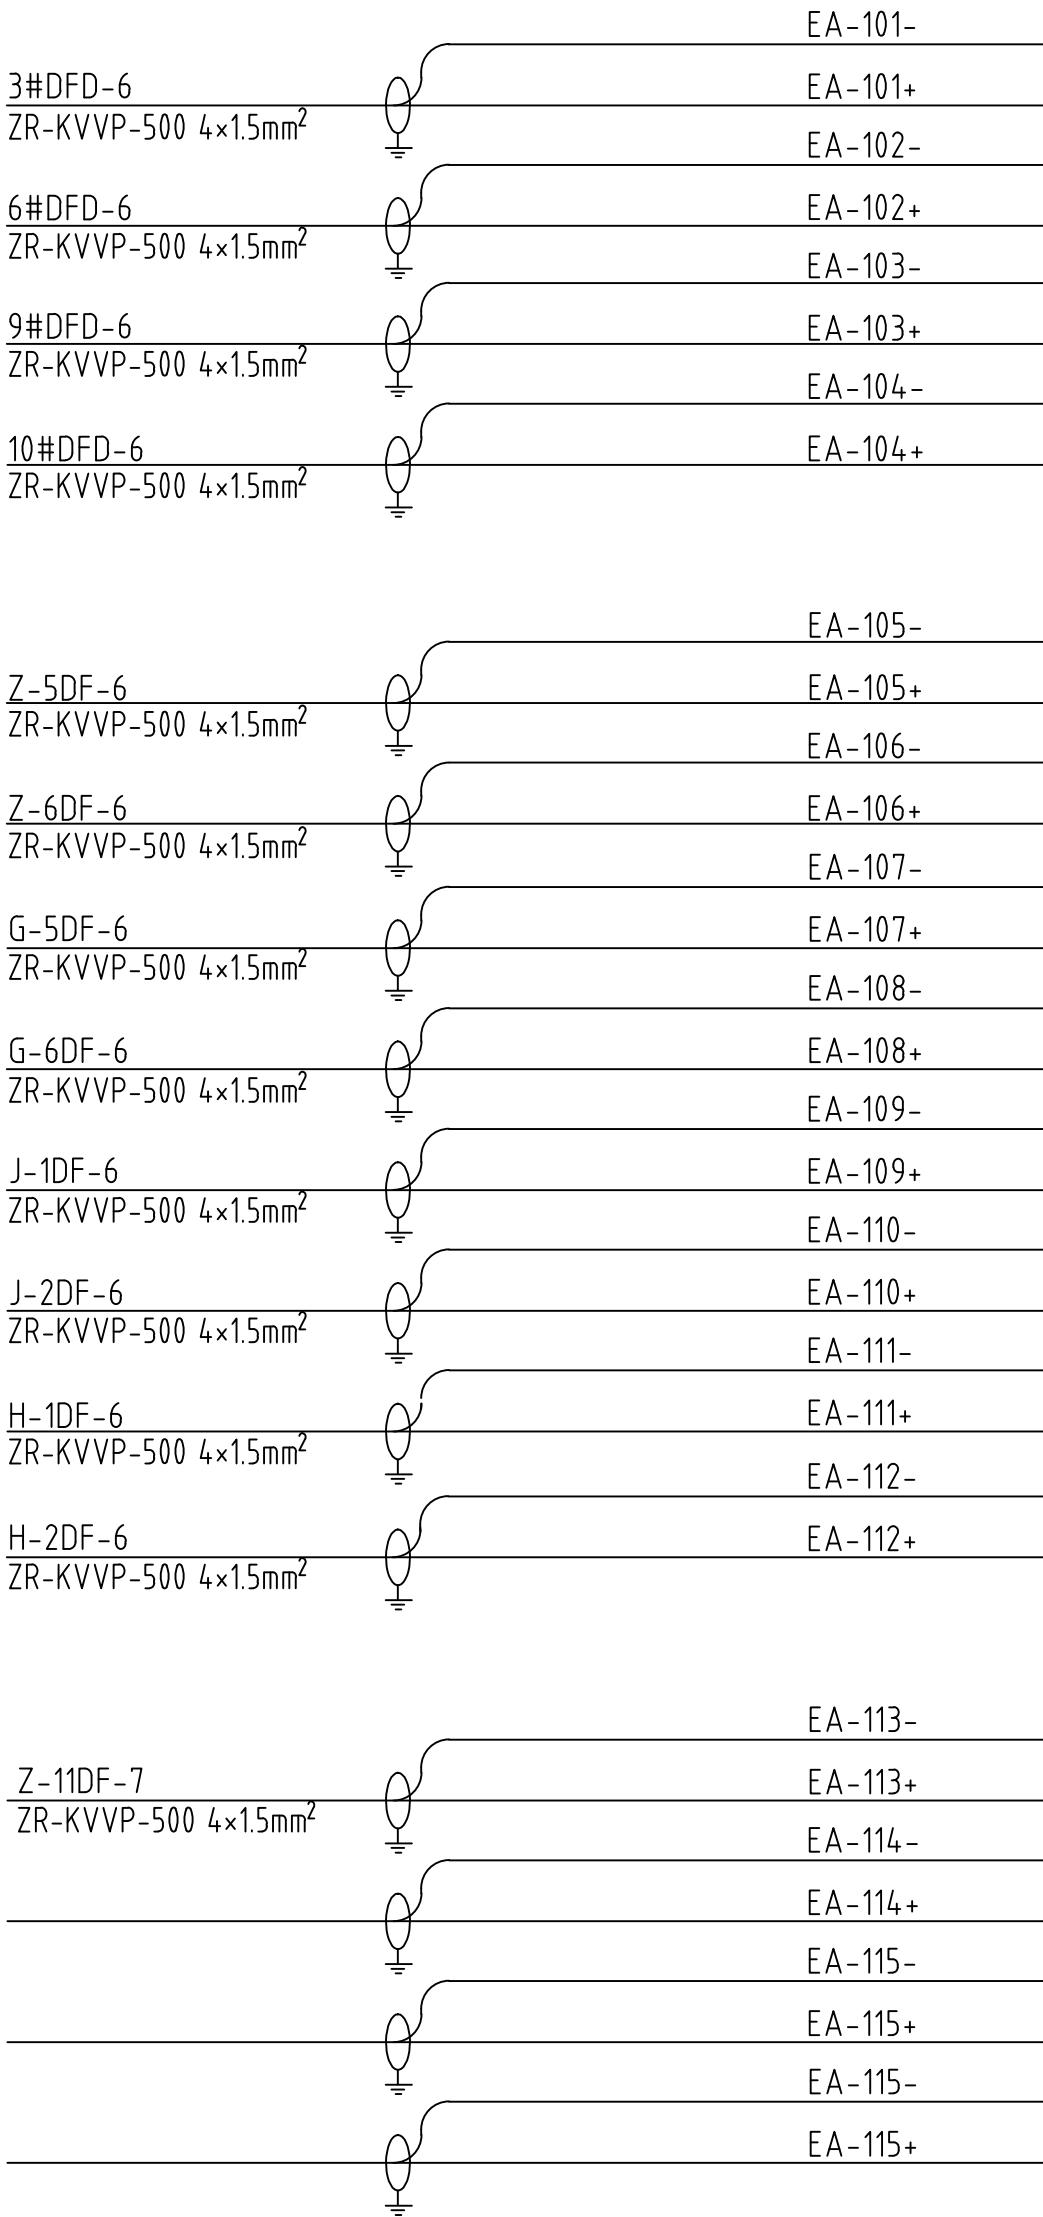 EA-101-
3#DFD-6
EA-101+
ZR-KVVP-500 4×1.5mm²
EA-102-
6#DFD-6
EA-102+
ZR-KVVP-500 4×1.5mm²
EA-103-
9#DFD-6
EA-103+
ZR-KVVP-500 4×1.5mm²
EA-104-
10#DFD-6
EA-104+
ZR-KVVP-500 4×1.5mm²
EA-105-
Z-5DF-6
EA-105+
ZR-KVVP-500 4×1.5mm²
EA-106-
Z-6DF-6
EA-106+
ZR-KVVP-500 4×1.5mm²
EA-107-
G-5DF-6
EA-107+
ZR-KVVP-500 4×1.5mm²
EA-108-
G-6DF-6
EA-108+
ZR-KVVP-500 4×1.5mm²
EA-109-
J-1DF-6
EA-109+
ZR-KVVP-500 4×1.5mm²
EA-110-
J-2DF-6
EA-110+
ZR-KVVP-500 4×1.5mm²
EA-111-
H-1DF-6
EA-111+
ZR-KVVP-500 4×1.5mm²
EA-112-
H-2DF-6
EA-112+
ZR-KVVP-500 4×1.5mm²
EA-113-
Z-11DF-7
EA-113+
ZR-KVVP-500 4×1.5mm²
EA-114-
EA-114+
EA-115-
EA-115+
EA-115-
EA-115+